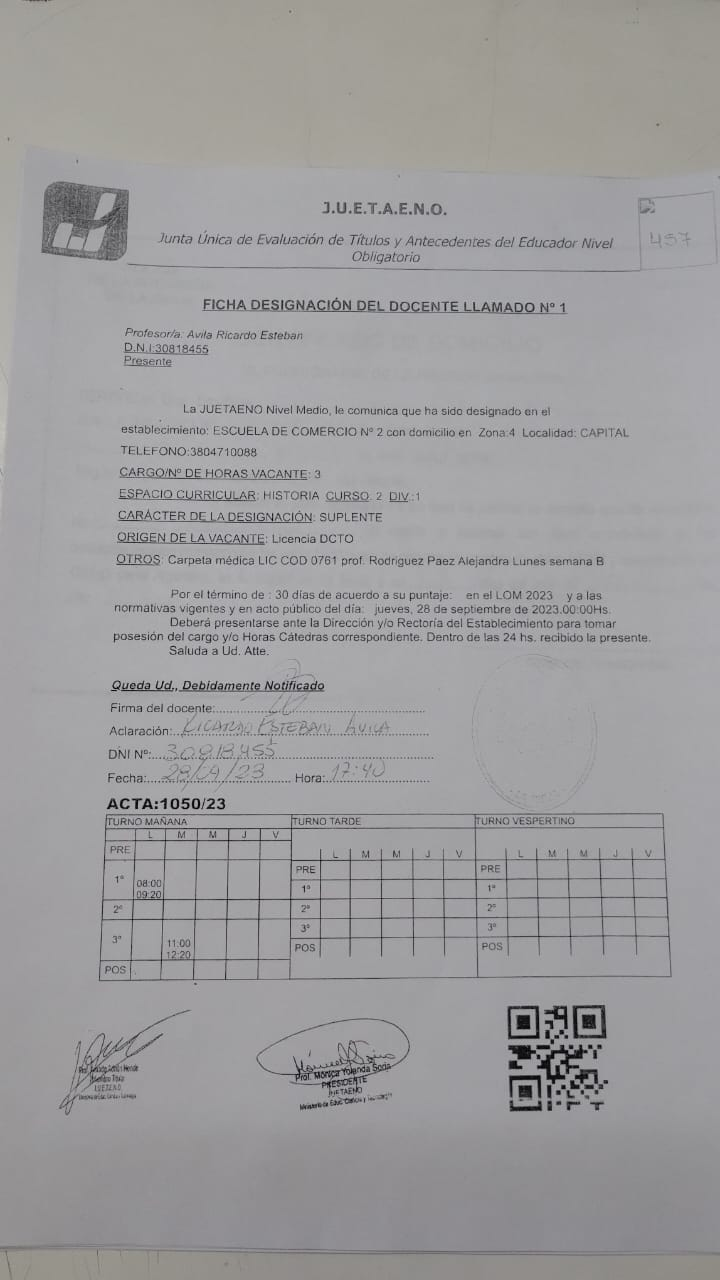 J.U.E.T.A.E.N.O.
457
Junta Única de Evaluación de Títulos y Antecedentes del Educador Nivel
Obligatorio
FICHA DESIGNACIÓN DEL DOCENTE LLAMADO Nº 1
Profesor/a: Avila Ricardo Esteban
D.N.I:30818455
Presente
La JUETAENO Nivel Medio, le comunica que ha sido designado en el
establecimiento: ESCUELA DE COMERCIO Nº 2 con domicilio en Zona:4 Localidad: CAPITAL
TELEFONO:3804710088
CARGO/Nº DE HORAS VACANTE: 3
ESPACIO CURRICULAR: HISTORIA CURSO. 2 DIV.:1
CARÁCTER DE LA DESIGNACIÓN: SUPLENTE
ORIGEN DE LA VACANTE: Licencia DCTO
OTROS: Carpeta médica LIC COD 0761 prof. Rodriguez Paez Alejandra Lunes semana B
Por el término de : 30 días de acuerdo a su puntaje: en el LOM 2023 y a las
normativas vigentes y en acto público del día: jueves, 28 de septiembre de 2023.00:00Hs.
Deberá presentarse ante la Dirección y/o Rectoría del Establecimiento para tomar
posesión del cargo y/o Horas Cátedras correspondiente. Dentro de las 24 hs. recibido la presente.
Saluda a Ud. Atte.
Queda Ud., Debidamente Notificado
Firma del docente:
Aclaración: RICARDO ESTEBAN AVILA
DNI Nº: 30.818.455
Fecha: 28/09/23 Hora: 17:40
ACTA:1050/23
TURNO MAÑANA TURNO TARDE TURNO VESPERTINO
L M M J V L M M J V L M M J V
PRE PRE PRE
1º 08:00 09:20 1º 1º
2º 2º 2º
3º 11:00 12:20 3º 3º
POS POS POS
Prof. Mónica Yolanda Soria
PRESIDENTE
JUETAENO
Ministerio de Educ. Ciencia y